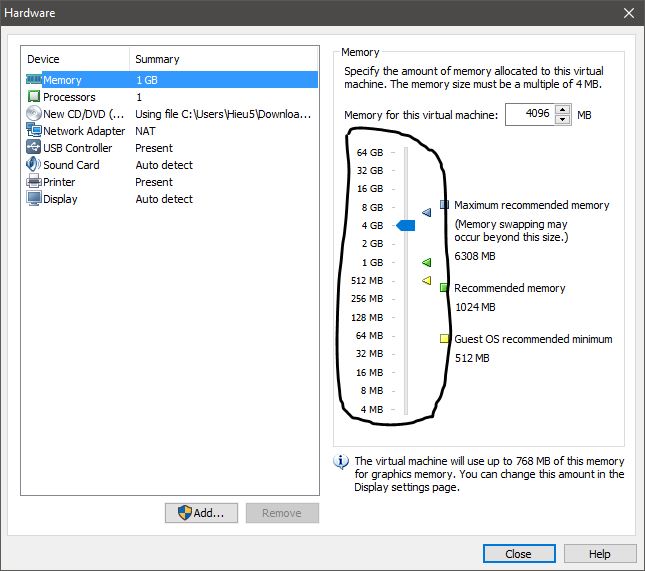 Hardware
Device Summary
Memory 1 GB
Processors 1
New CD/DVD (... Using file C:\Users\Hieu5\Downloa...
Network Adapter NAT
USB Controller Present
Sound Card Auto detect
Printer Present
Display Auto detect
Add...
Remove
Memory
Specify the amount of memory allocated to this virtual
machine. The memory size must be a multiple of 4 MB.
Memory for this virtual machine: 4096 MB
64 GB
32 GB
16 GB
8 GB
4 GB
2 GB
1 GB
512 MB
256 MB
128 MB
64 MB
32 MB
16 MB
8 MB
4 MB
Maximum recommended memory
(Memory swapping may
occur beyond this size.)
6308 MB
Recommended memory
1024 MB
Guest OS recommended minimum
512 MB
The virtual machine will use up to 768 MB of this memory
for graphics memory. You can change this amount in the
Display settings page.
Close
Help